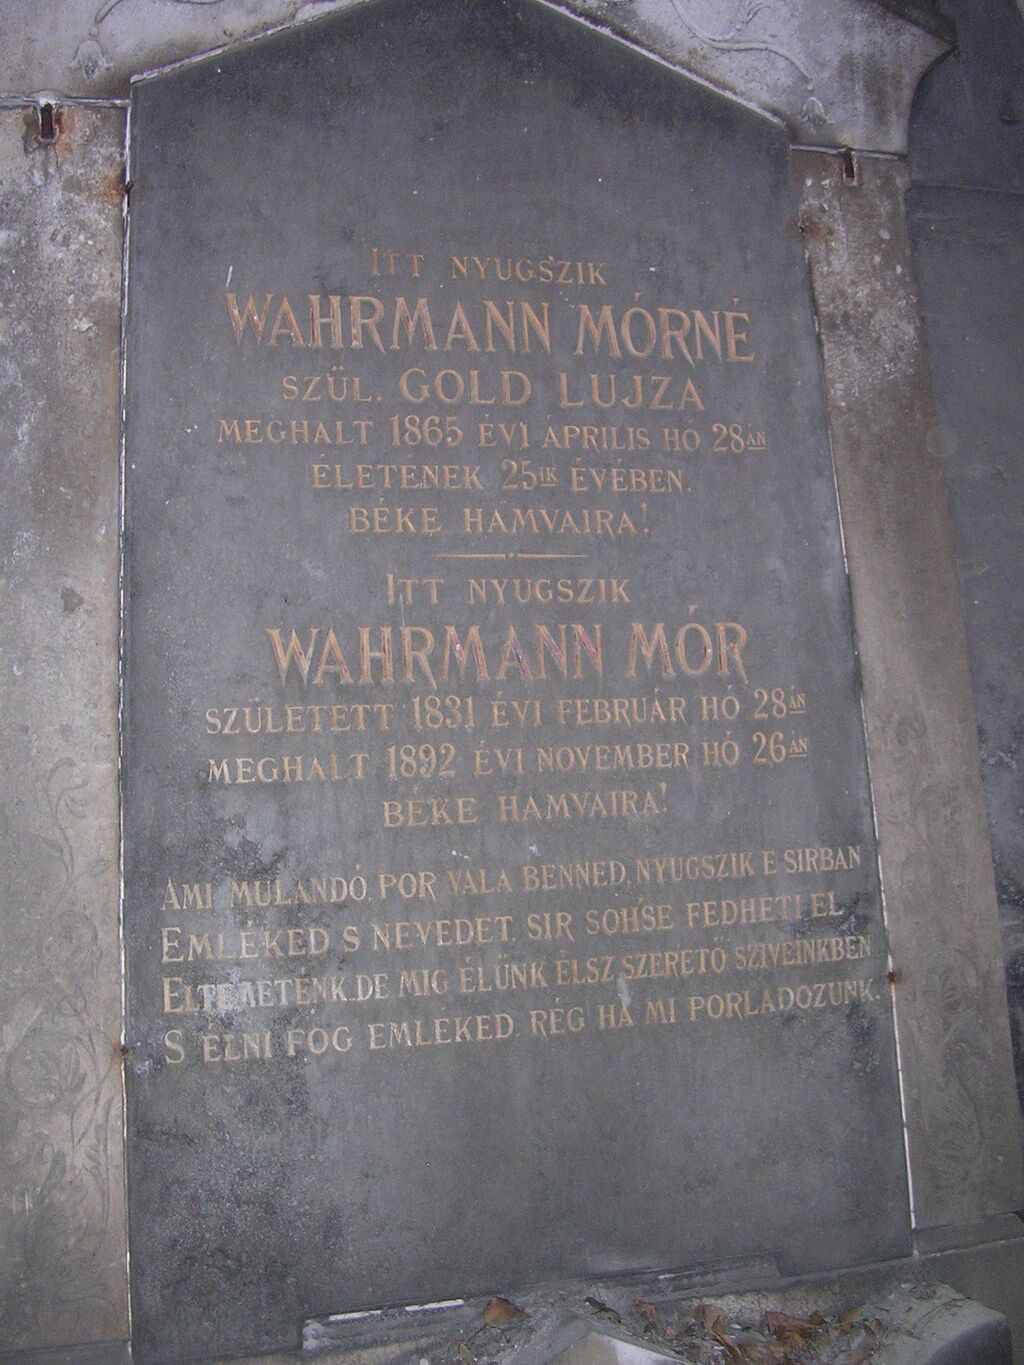 ITT NYUGSZIK
WAHRMANN MÓRNÉ
SZÜL. GOLD LUJZA
MEGHALT 1865 ÉVI ÁPRILIS HÓ 28ÁN
ÉLETENEK 25IK ÉVÉBEN.
BÉKE HAMVAIRA!
ITT NYUGSZIK
WAHRMANN MÓR
SZÜLETETT 1831 ÉVI FEBRUÁR HÓ 28ÁN
MEGHALT 1892 ÉVI NOVEMBER HÓ 26ÁN
BÉKE HAMVAIRA!
AMI MULANDÓ, POR VALA BENNED, NYUGSZIK E SIRBAN
EMLÉKED S NEVEDET SIR SOHSE FEDHETI EL
ELTEMETÉNK. DE MIG ÉLÜNK ÉLSZ SZERETŐ SZIVEINKBEN
S ÉLNI FOG EMLÉKED, RÉG HA MI PORLADOZUNK.